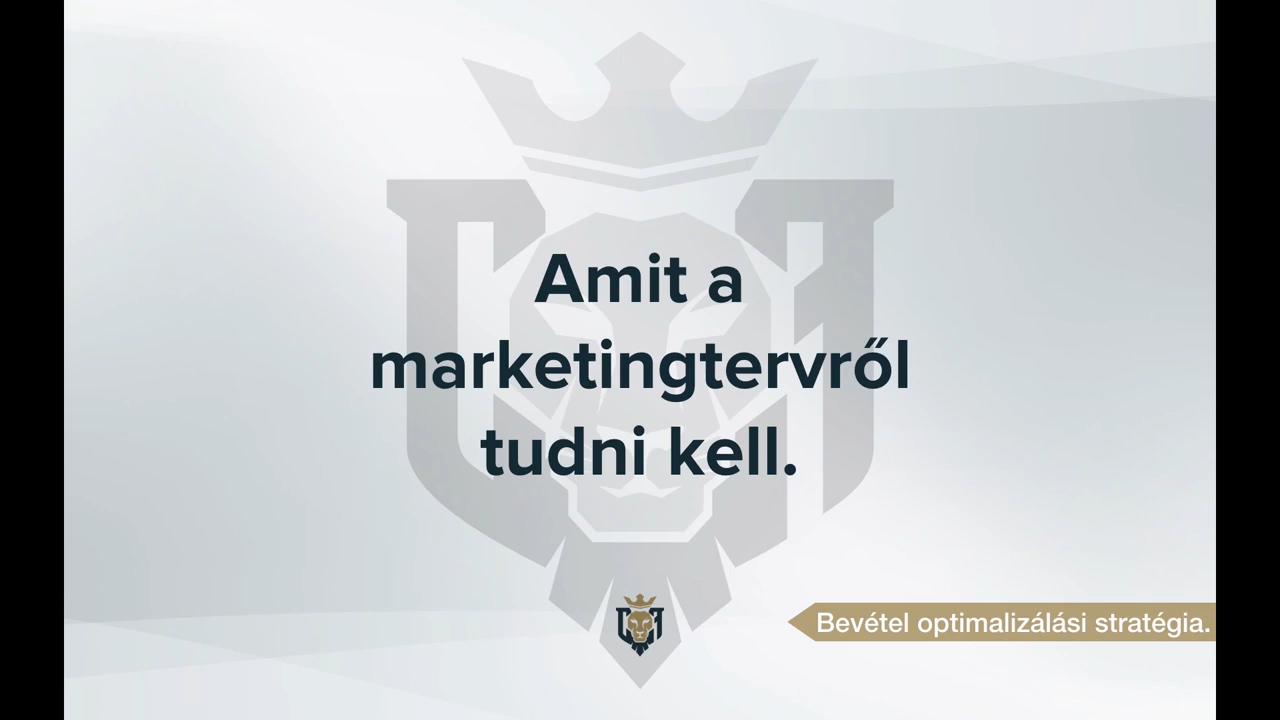 Amit a
marketingtervről
tudni kell.
Bevétel optimalizálási stratégia.